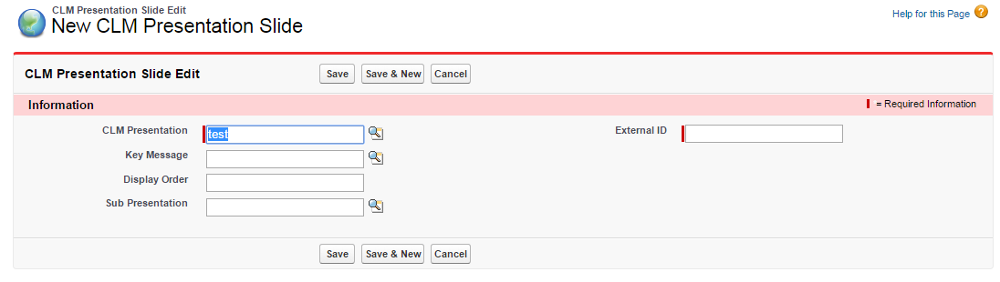 CLM Presentation Slide Edit
New CLM Presentation Slide
Help for this Page ?
CLM Presentation Slide Edit Save Save & New Cancel
Information = Required Information
CLM Presentation test External ID
Key Message
Display Order
Sub Presentation
Save Save & New Cancel